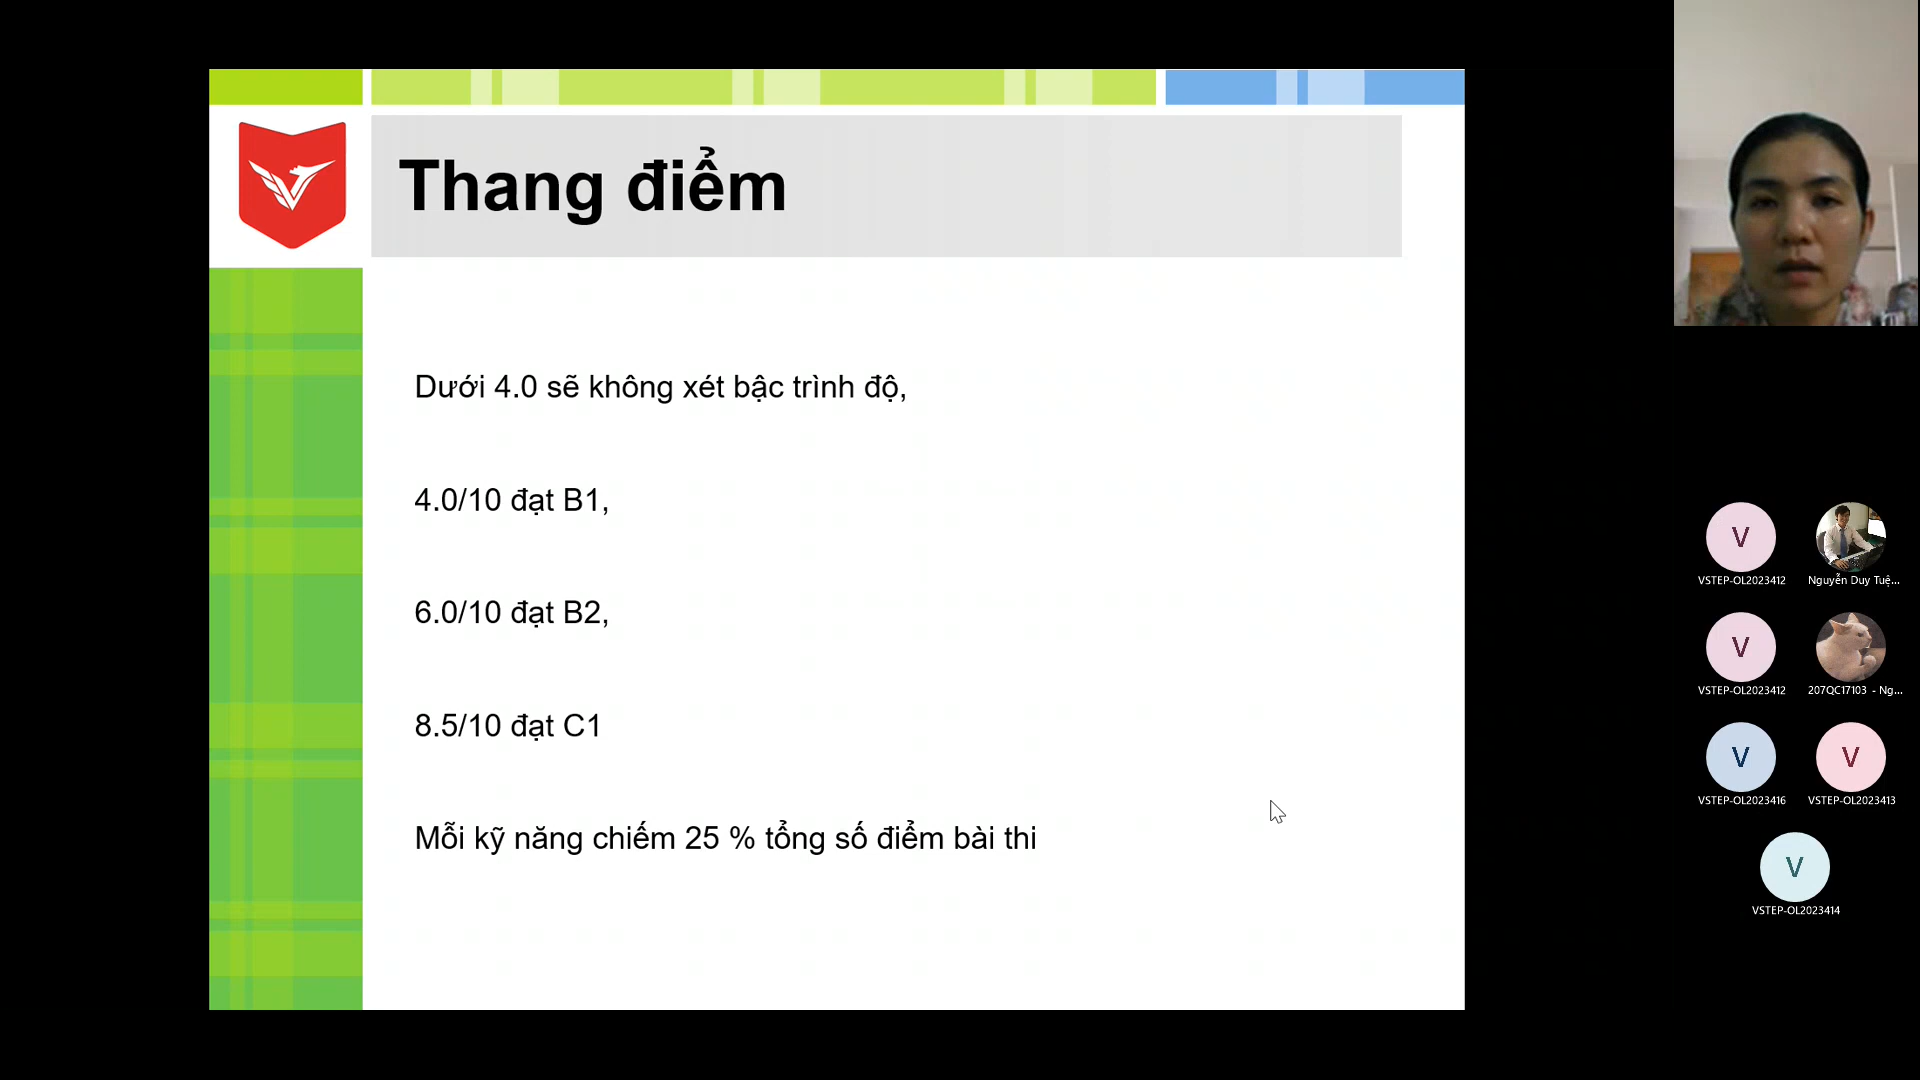 Thang điểm
Dưới 4.0 sẽ không xét bậc trình độ,
4.0/10 đạt B1,
6.0/10 đạt B2,
8.5/10 đạt C1
Mỗi kỹ năng chiếm 25 % tổng số điểm bài thi
V
VSTEP-OL2023412
Nguyễn Duy Tuệ...
V
VSTEP-OL2023412
207QC17103 - Ng...
V
VSTEP-OL2023416
V
VSTEP-OL2023413
V
VSTEP-OL2023414